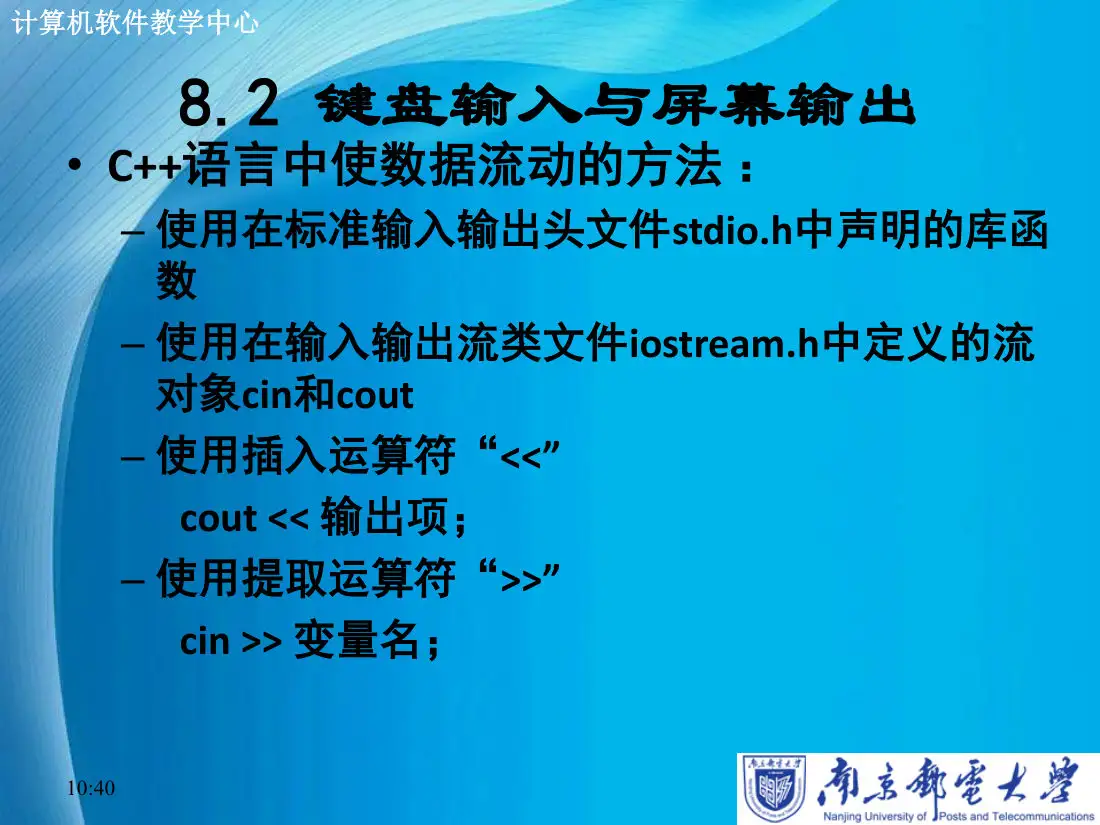 计算机软件教学中心
8.2 键盘输入与屏幕输出
• C++语言中使数据流动的方法：
– 使用在标准输入输出头文件stdio.h中声明的库函
数
– 使用在输入输出流类文件iostream.h中定义的流
对象cin和cout
– 使用插入运算符“<<”
cout << 输出项；
– 使用提取运算符“>>”
cin >> 变量名；
10:40
南京郵電大學
Nanjing University of Posts and Telecommunications